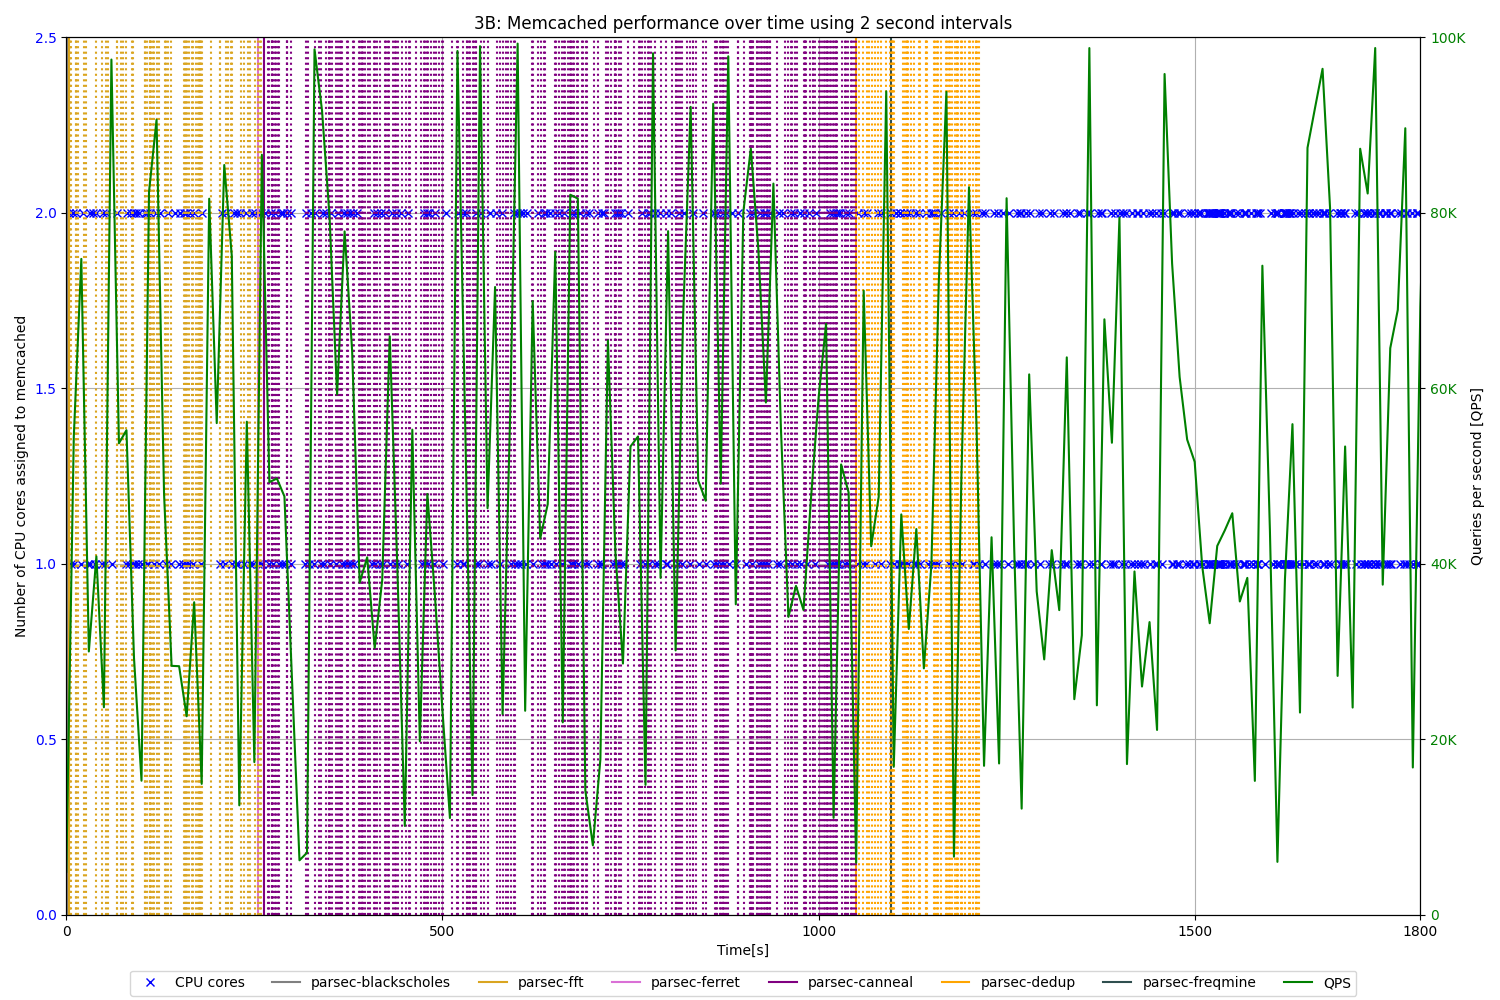 3B: Memcached performance over time using 2 second intervals
2.5
2.0
1.5
1.0
0.5
0.0
Number of CPU cores assigned to memcached
100K
80K
60K
40K
20K
0
Queries per second [QPS]
0 500 1000 1500 1800
Time[s]
CPU cores parsec-blackscholes parsec-fft parsec-ferret parsec-canneal parsec-dedup parsec-freqmine QPS